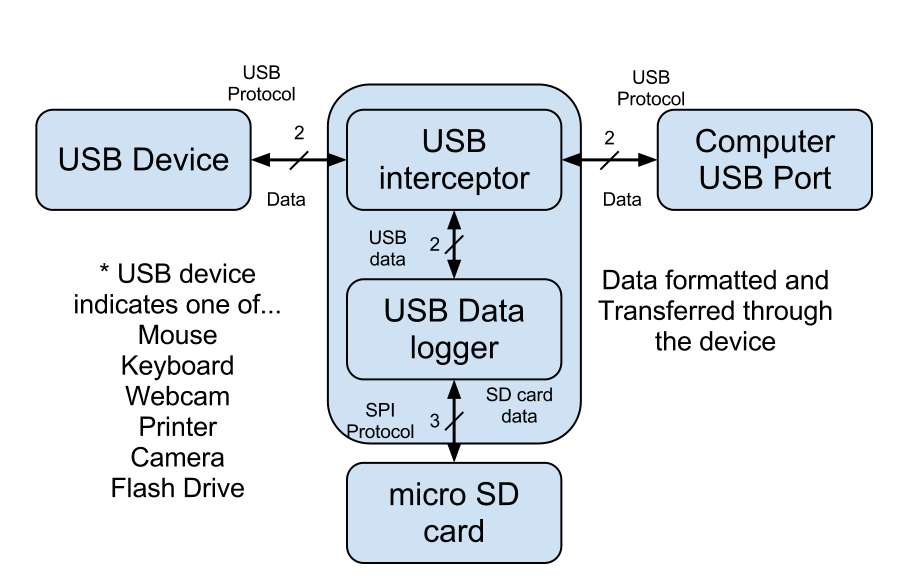 USB
Protocol
2
Data
USB Device
USB
interceptor
USB
Protocol
2
Data
Computer
USB Port
USB
data
2
USB Data
logger
SPI
Protocol
3
SD card
data
micro SD
card
* USB device
indicates one of...
Mouse
Keyboard
Webcam
Printer
Camera
Flash Drive
Data formatted and
Transferred through
the device